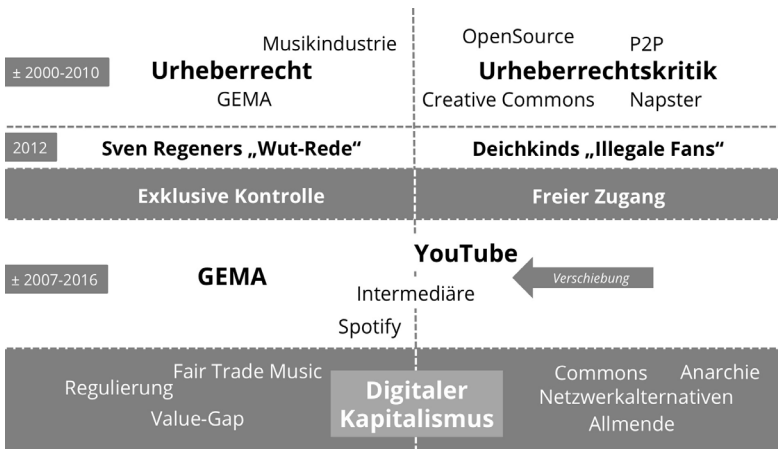 Musikindustrie
OpenSource
P2P
± 2000-2010
Urheberrecht
Urheberrechtskritik
GEMA
Creative Commons
Napster
2012
Sven Regeners „Wut-Rede“
Deichkinds „Illegale Fans“
Exklusive Kontrolle
Freier Zugang
YouTube
± 2007-2016
GEMA
Verschiebung
Intermediäre
Spotify
Fair Trade Music
Regulierung
Value-Gap
Digitaler
Kapitalismus
Commons
Anarchie
Netzwerkalternativen
Allmende